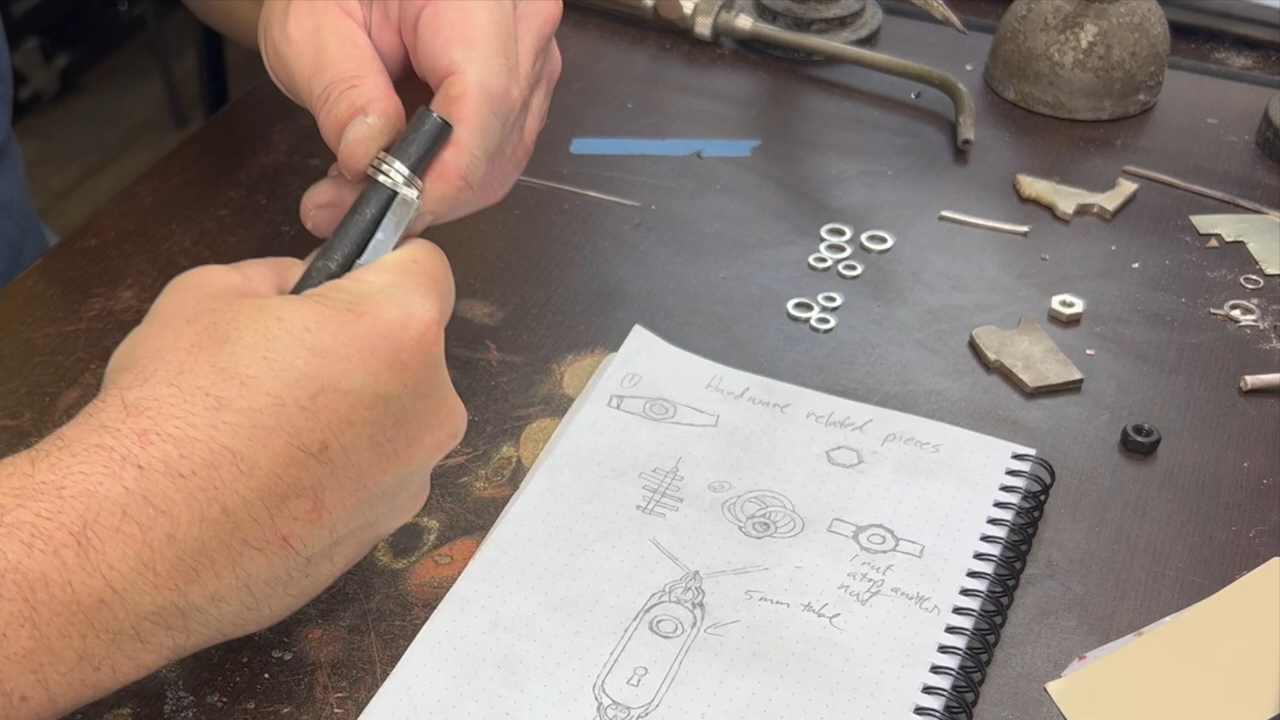 ①
Hardware related pieces
1 nut
atop another
nut
5mm tube